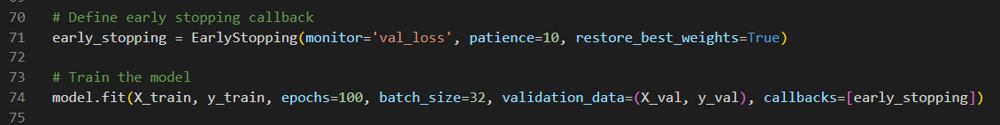 70 # Define early stopping callback
71 early_stopping = EarlyStopping(monitor='val_loss', patience=10, restore_best_weights=True)
72
73 # Train the model
74 model.fit(X_train, y_train, epochs=100, batch_size=32, validation_data=(X_val, y_val), callbacks=[early_stopping])
75